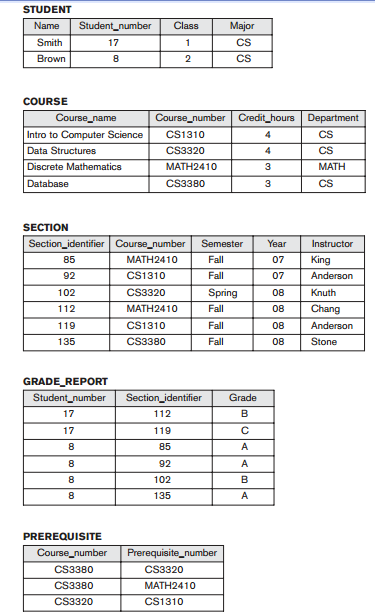 STUDENT
Name Student_number Class Major
Smith 17 1 CS
Brown 8 2 CS
COURSE
Course_name Course_number Credit_hours Department
Intro to Computer Science CS1310 4 CS
Data Structures CS3320 4 CS
Discrete Mathematics MATH2410 3 MATH
Database CS3380 3 CS
SECTION
Section_identifier Course_number Semester Year Instructor
85 MATH2410 Fall 07 King
92 CS1310 Fall 07 Anderson
102 CS3320 Spring 08 Knuth
112 MATH2410 Fall 08 Chang
119 CS1310 Fall 08 Anderson
135 CS3380 Fall 08 Stone
GRADE_REPORT
Student_number Section_identifier Grade
17 112 B
17 119 C
8 85 A
8 92 A
8 102 B
8 135 A
PREREQUISITE
Course_number Prerequisite_number
CS3380 CS3320
CS3380 MATH2410
CS3320 CS1310